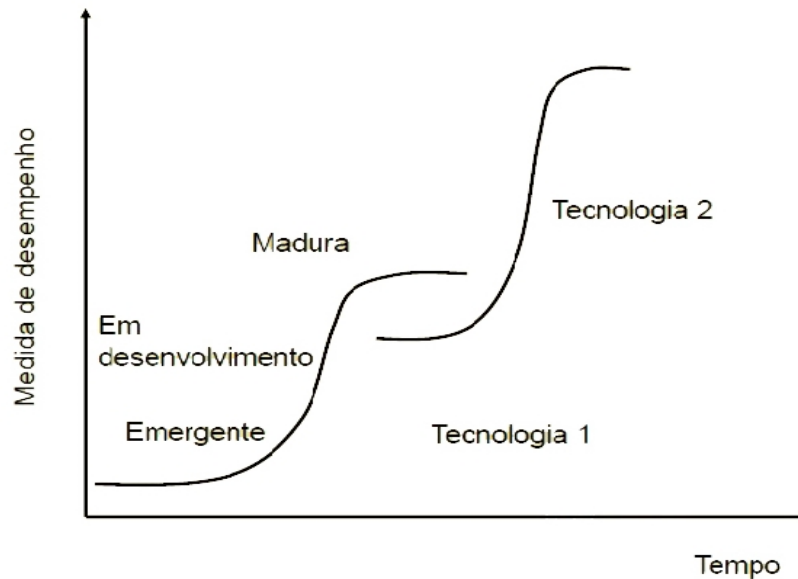 Medida de desempenho
Tecnologia 2
Madura
Em
desenvolvimento
Emergente
Tecnologia 1
Tempo